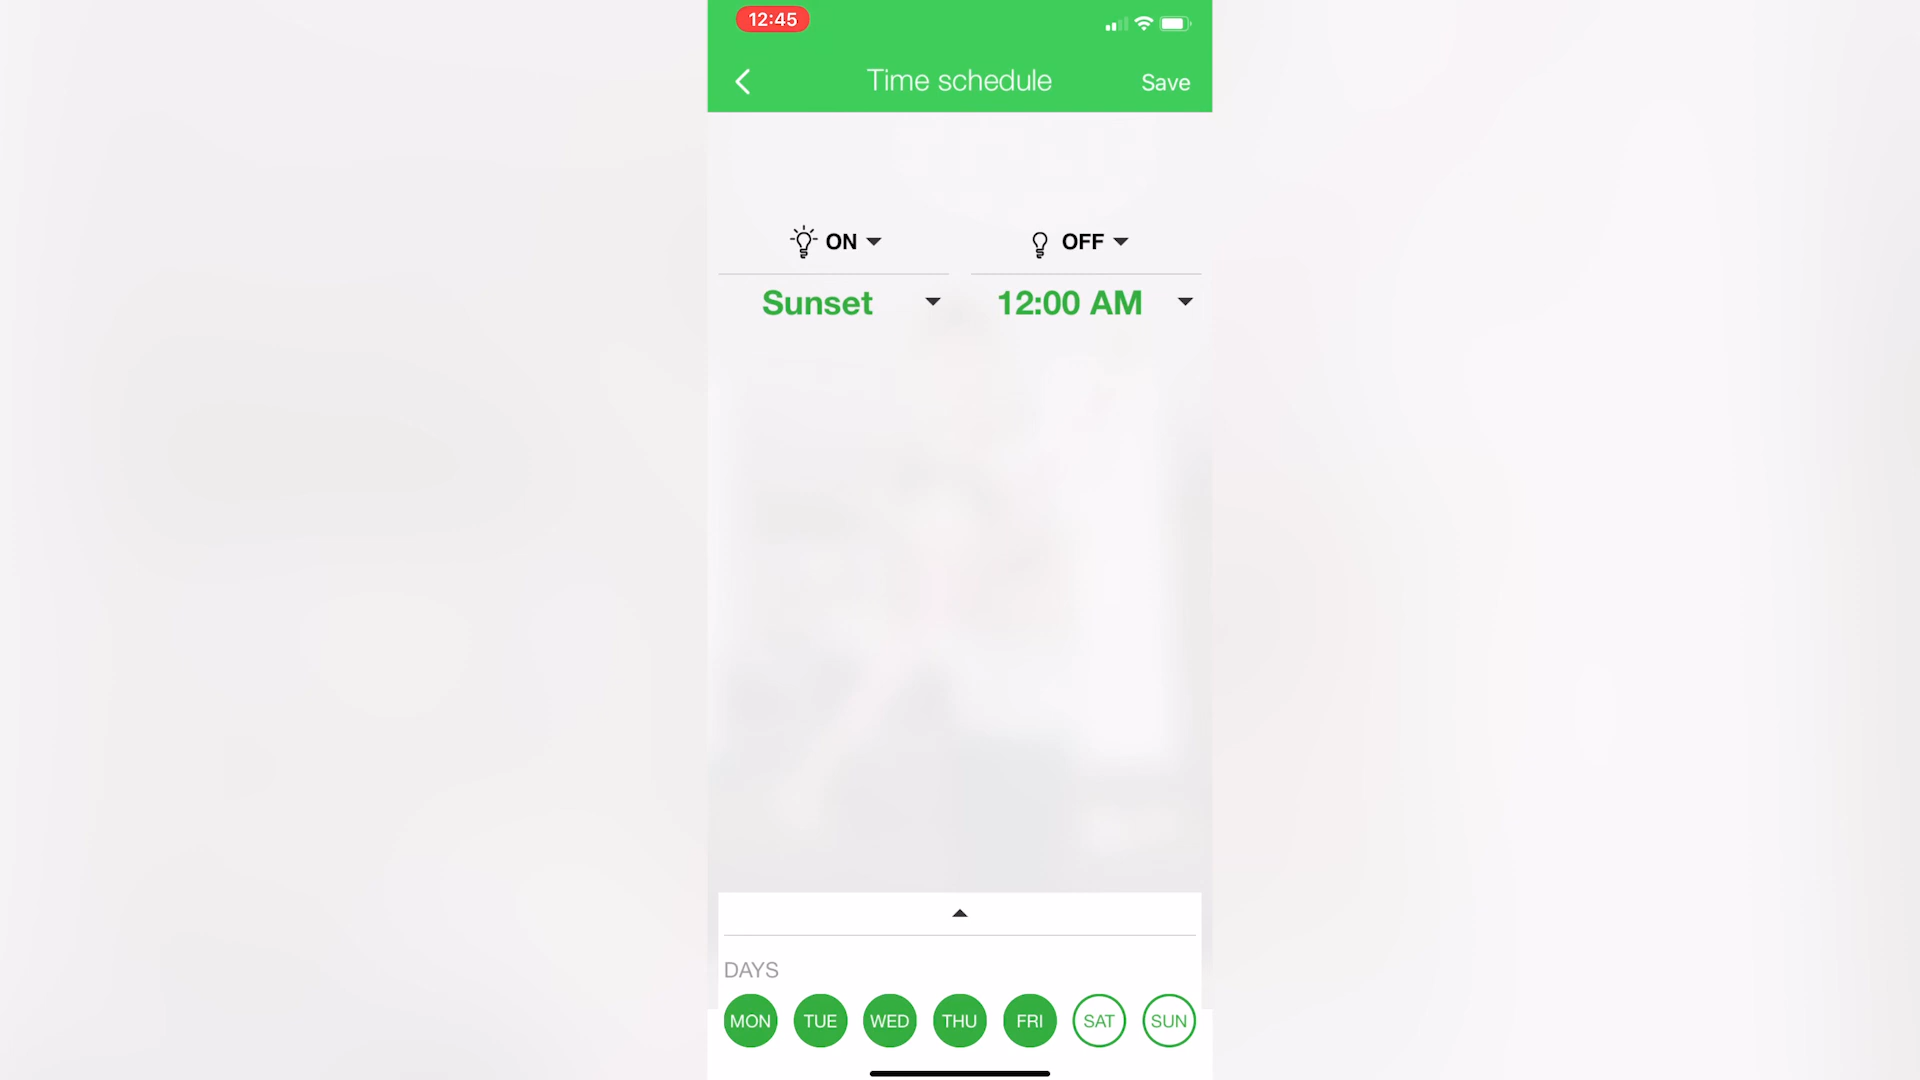 12:45
Time schedule
Save
ON
OFF
Sunset
12:00 AM
DAYS
MON
TUE
WED
THU
FRI
SAT
SUN